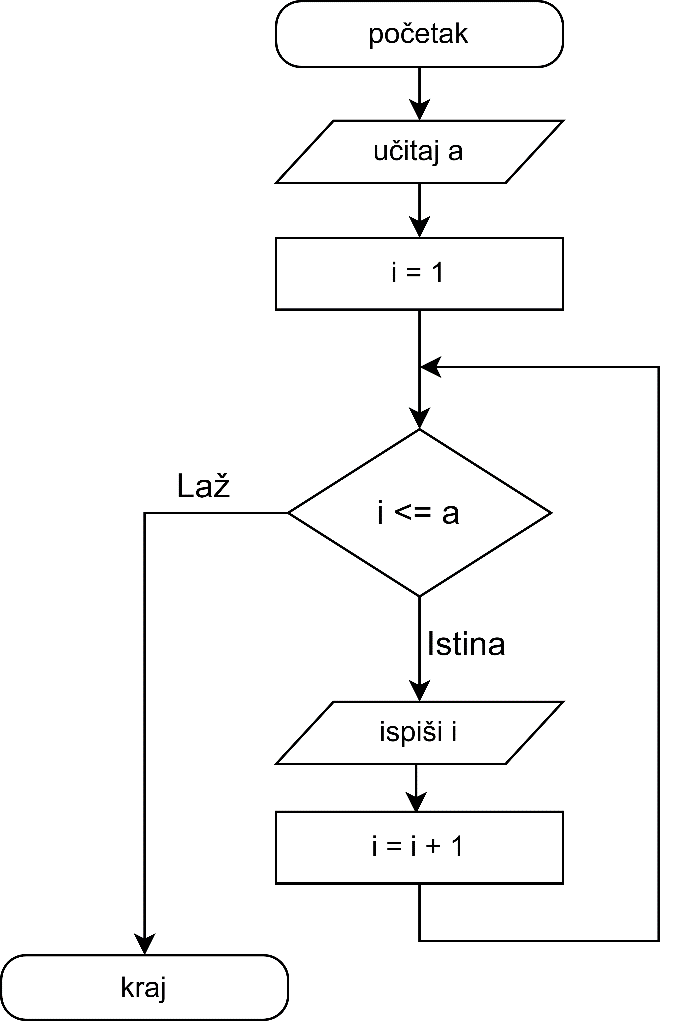 početak
učitaj a
i = 1
i <= a
Laž
Istina
ispiši i
i = i + 1
kraj